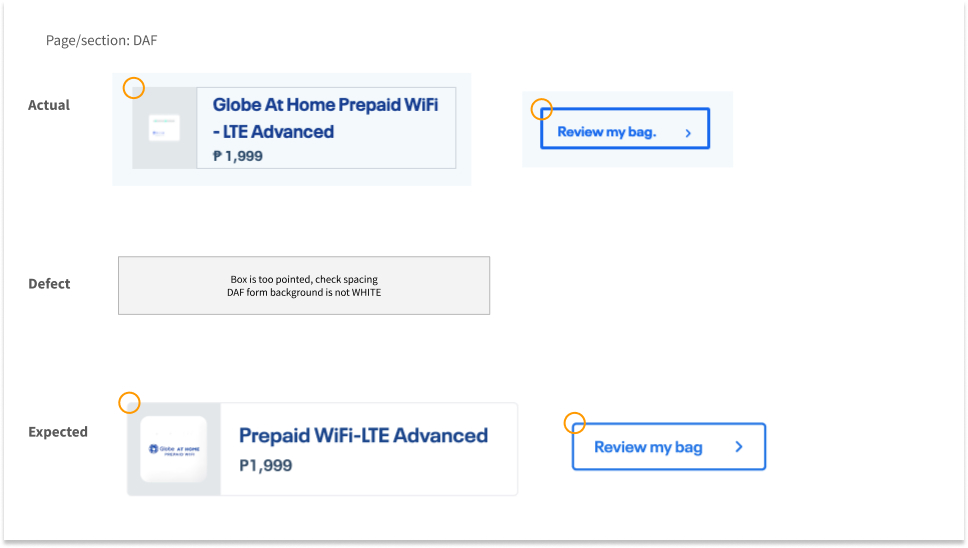 Page/section: DAF
Actual
Globe At Home Prepaid WiFi
- LTE Advanced
₱ 1,999
Review my bag.
Defect
Box is too pointed, check spacing
DAF form background is not WHITE
Expected
Globe AT HOME
PREPAID WIFI
Prepaid WiFi-LTE Advanced
P1,999
Review my bag